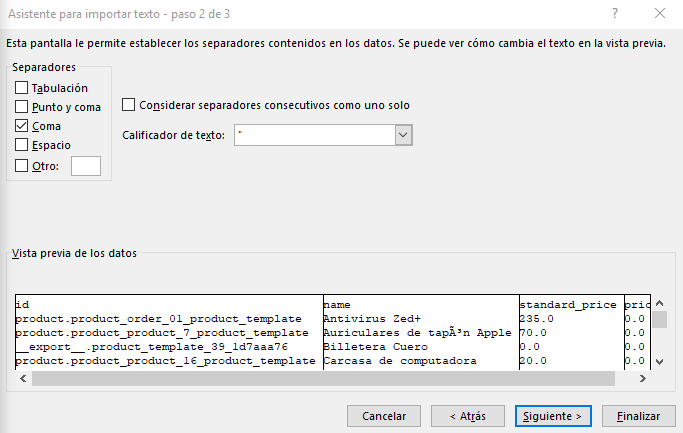 Asistente para importar texto - paso 2 de 3
Esta pantalla le permite establecer los separadores contenidos en los datos. Se puede ver cómo cambia el texto en la vista previa.
Separadores
Tabulación
Punto y coma
Coma
Espacio
Otro:
Considerar separadores consecutivos como uno solo
Calificador de texto: "
Vista previa de los datos
id name standard_price pric
product.product_order_01_product_template Antivirus Zed+ 235.0 0.0
product.product_product_7_product_template Auriculares de tapÃ³n Apple 70.0 0.0
__export__.product_template_39_1d7aaa76 Billetera Cuero 0.0 0.0
product.product_product_16_product_template Carcasa de computadora 20.0 0.0
Cancelar < Atrás Siguiente > Finalizar